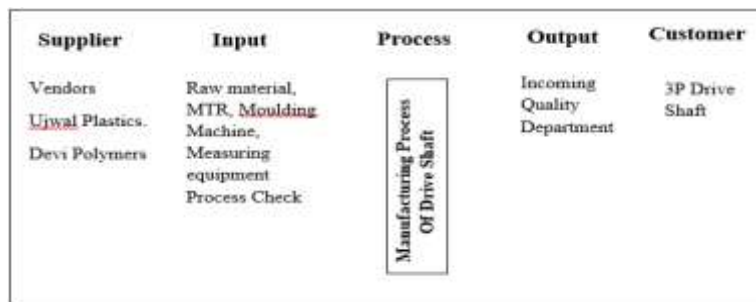 Supplier
Input
Process
Output
Customer
Vendors
Ujwal Plastics.
Devi Polymers
Raw material,
MTR, Moulding
Machine,
Measuring
equipment
Process Check
Manufacturing Process
Of Drive Shaft
Incoming
Quality
Department
3P Drive
Shaft